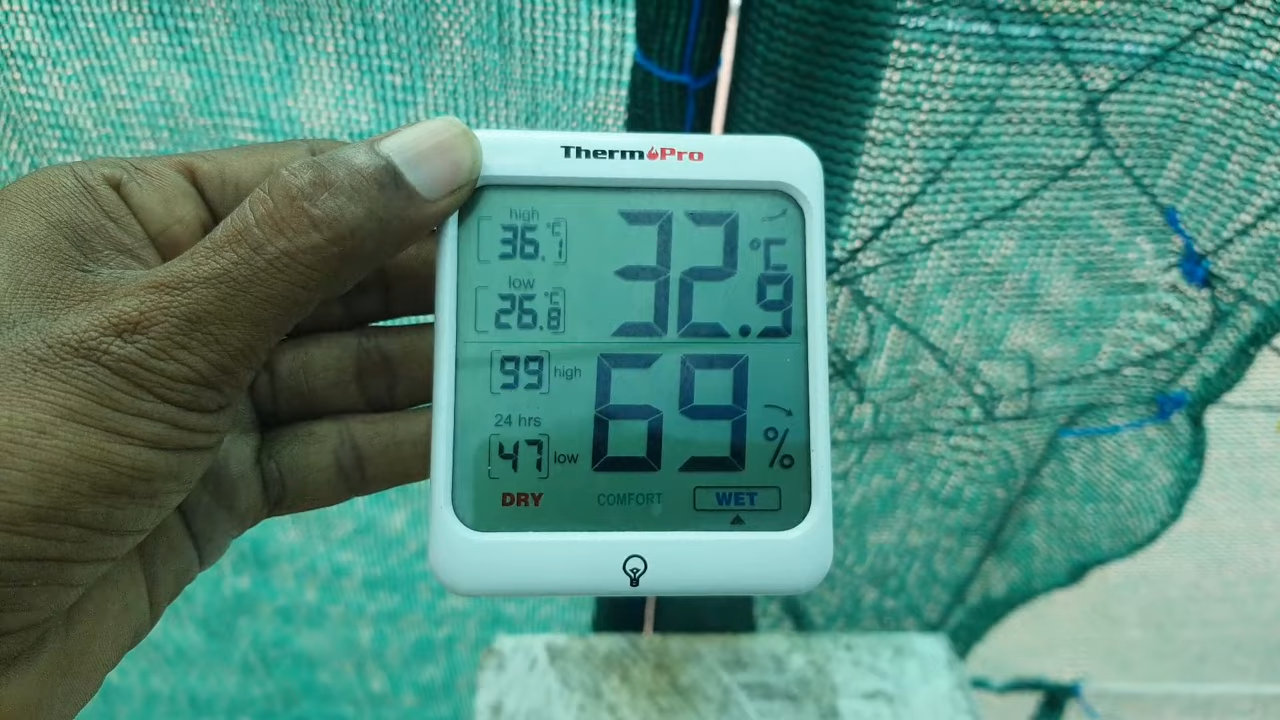 ThermoPro
high
36.1 °C
32.9 °C
low
26.8 °C
99 high
69 %
24 hrs
47 low
DRY COMFORT WET